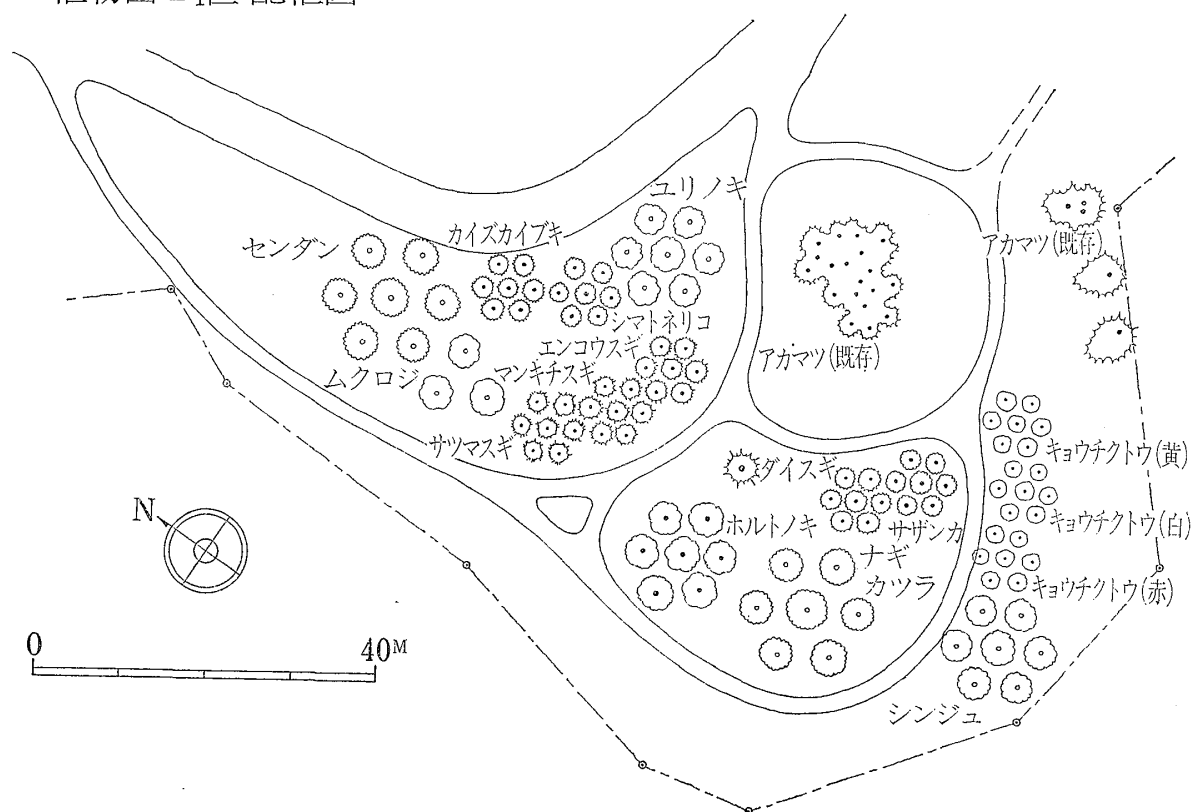 ユリノキ
センダン
カイズカイブキ
アカマツ(既存)
シマトネリコ
エンコウスギ
アカマツ(既存)
ムクロジ
マンキチスギ
サツマスギ
キョウチクトウ(黄)
ダイスギ
N
ホルトノキ
サザンカ
キョウチクトウ(白)
ナギ
カツラ
キョウチクトウ(赤)
0
40M
シンジュ